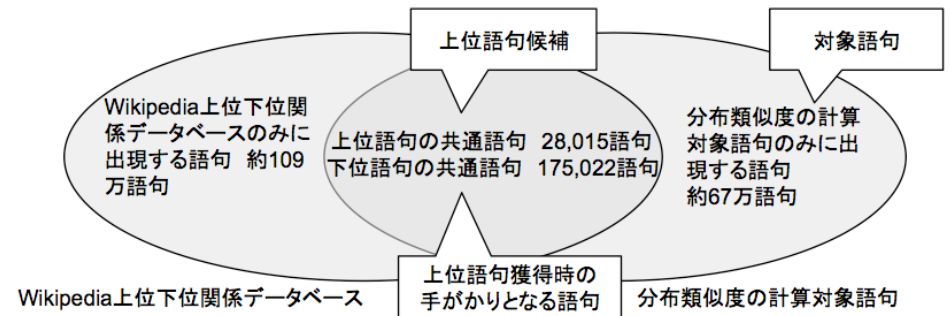 上位語句候補
対象語句
Wikipedia上位下位関
係データベースのみに
出現する語句 約109
万語句
上位語句の共通語句 28,015語句
下位語句の共通語句 175,022語句
分布類似度の計算
対象語句のみに出
現する語句
約67万語句
上位語句獲得時の
手がかりとなる語句
Wikipedia上位下位関係データベース
分布類似度の計算対象語句